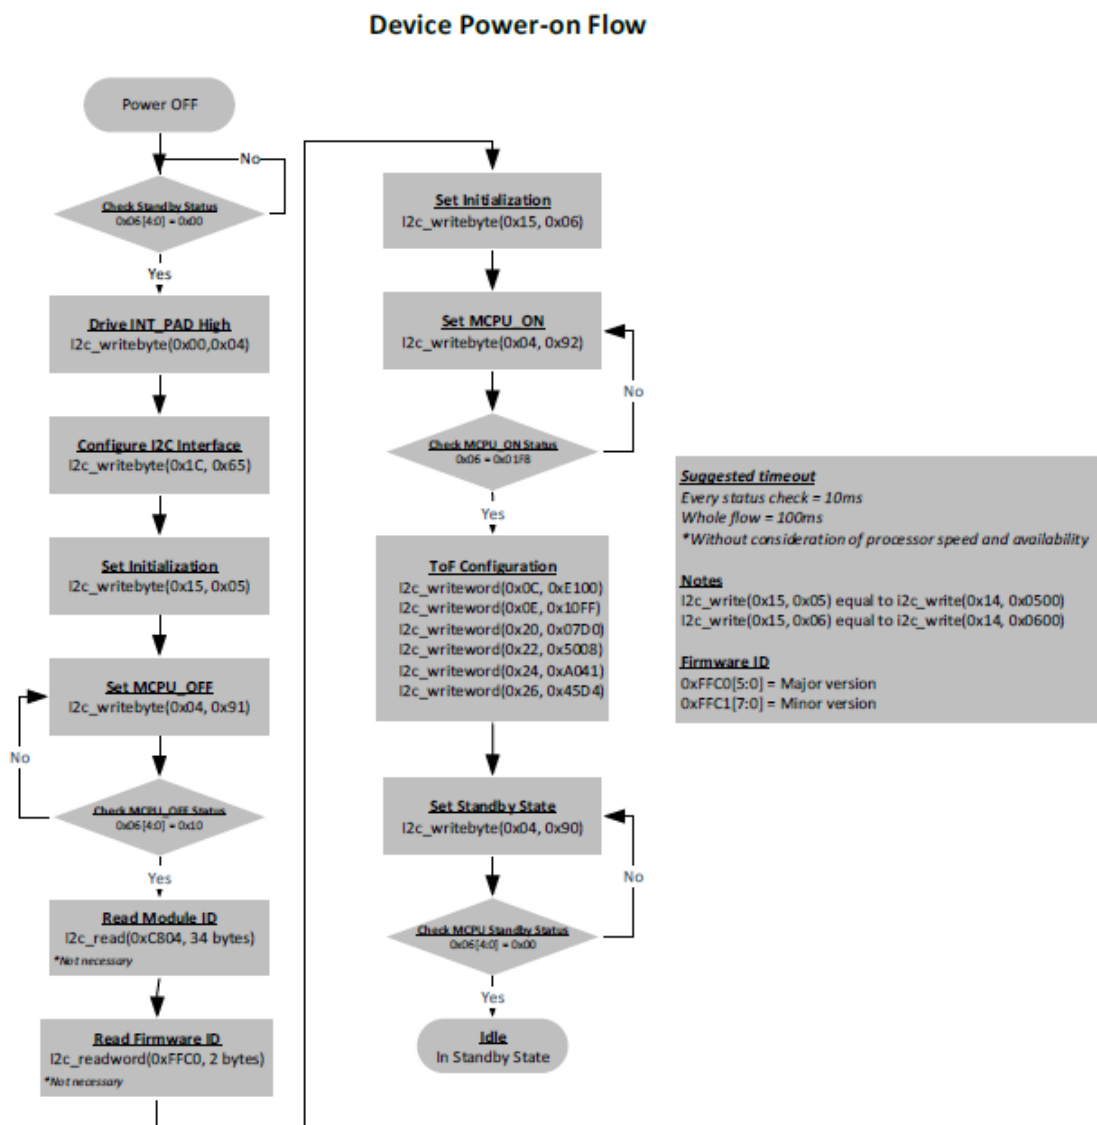 Device Power-on Flow
Power OFF
No
Check Standby Status
0x06[4:0] = 0x00
Yes
Drive INT_PAD High
I2c_writebyte(0x00,0x04)
Configure I2C Interface
I2c_writebyte(0x1C, 0x65)
Set Initialization
I2c_writebyte(0x15, 0x05)
Set MCPU_OFF
I2c_writebyte(0x04, 0x91)
No
Check MCPU_OFF Status
0x06[4:0] = 0x10
Yes
Read Module ID
I2c_read(0xC804, 34 bytes)
*Not necessary
Read Firmware ID
I2c_readword(0xFFC0, 2 bytes)
*Not necessary
Set Initialization
I2c_writebyte(0x15, 0x06)
Set MCPU_ON
I2c_writebyte(0x04, 0x92)
No
Check MCPU_ON Status
0x06 = 0x01F8
Yes
ToF Configuration
I2c_writeword(0x0C, 0xE100)
I2c_writeword(0x0E, 0x10FF)
I2c_writeword(0x20, 0x07D0)
I2c_writeword(0x22, 0x5008)
I2c_writeword(0x24, 0xA041)
I2c_writeword(0x26, 0x45D4)
Set Standby State
I2c_writebyte(0x04, 0x90)
No
Check MCPU Standby Status
0x06[4:0] = 0x00
Yes
Idle
In Standby State
Suggested timeout
Every status check = 10ms
Whole flow = 100ms
*Without consideration of processor speed and availability
Notes
I2c_write(0x15, 0x05) equal to i2c_write(0x14, 0x0500)
I2c_write(0x15, 0x06) equal to i2c_write(0x14, 0x0600)
Firmware ID
0xFFC0[5:0] = Major version
0xFFC1[7:0] = Minor version